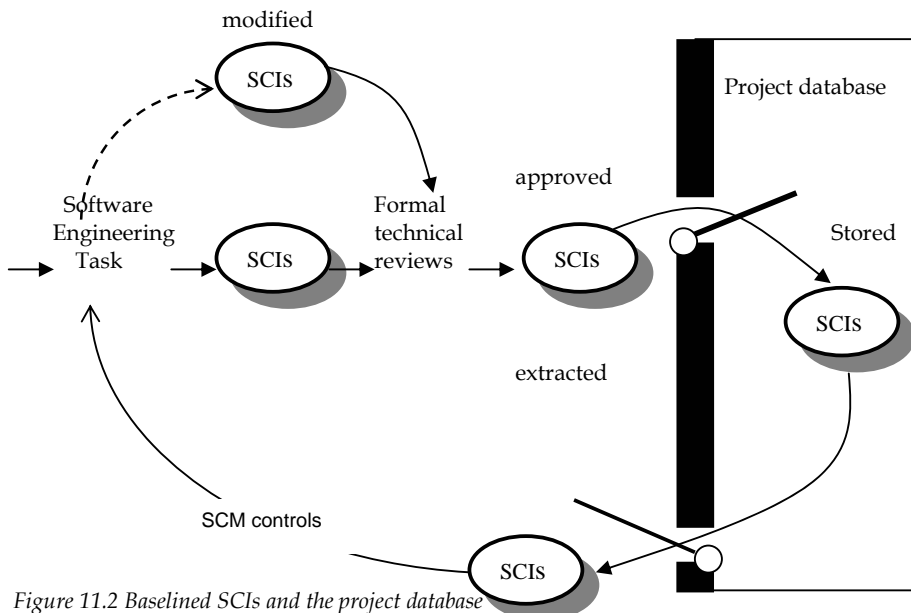 modified
SCIs
Project database
approved
Software
Engineering
Task
SCIs
Formal
technical
reviews
SCIs
Stored
SCIs
extracted
SCM controls
SCIs
Figure 11.2 Baselined SCIs and the project database